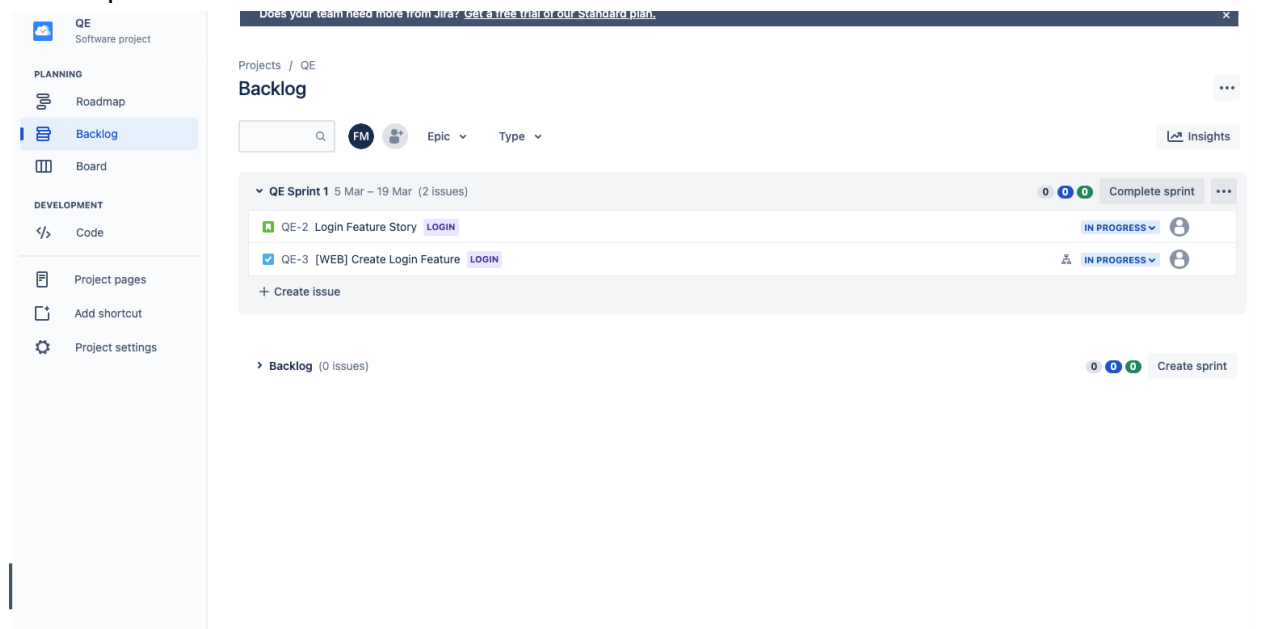 QE
Software project
PLANNING
Roadmap
Backlog
Board
DEVELOPMENT
Code
Project pages
Add shortcut
Project settings
Does your team need more from Jira? Get a free trial of our Standard plan.
Projects / QE
Backlog
FM Epic Type Insights
QE Sprint 1 5 Mar – 19 Mar (2 issues) 0 0 0 Complete sprint
QE-2 Login Feature Story LOGIN IN PROGRESS
QE-3 [WEB] Create Login Feature LOGIN IN PROGRESS
+ Create issue
Backlog (0 issues) 0 0 0 Create sprint